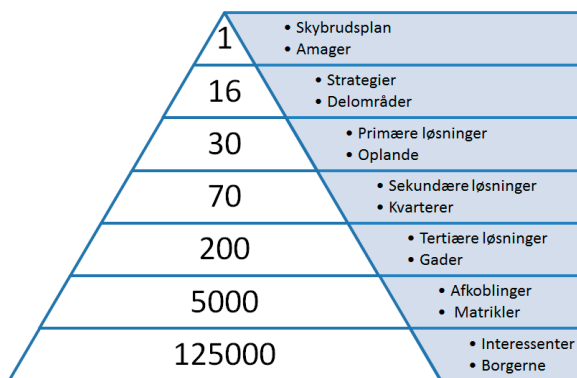 1
• Skybrudsplan
• Amager
16
• Strategier
• Delområder
30
• Primære løsninger
• Oplande
70
• Sekundære løsninger
• Kvarterer
200
• Tertiære løsninger
• Gader
5000
• Afkoblinger
• Matrikler
125000
• Interessenter
• Borgerne